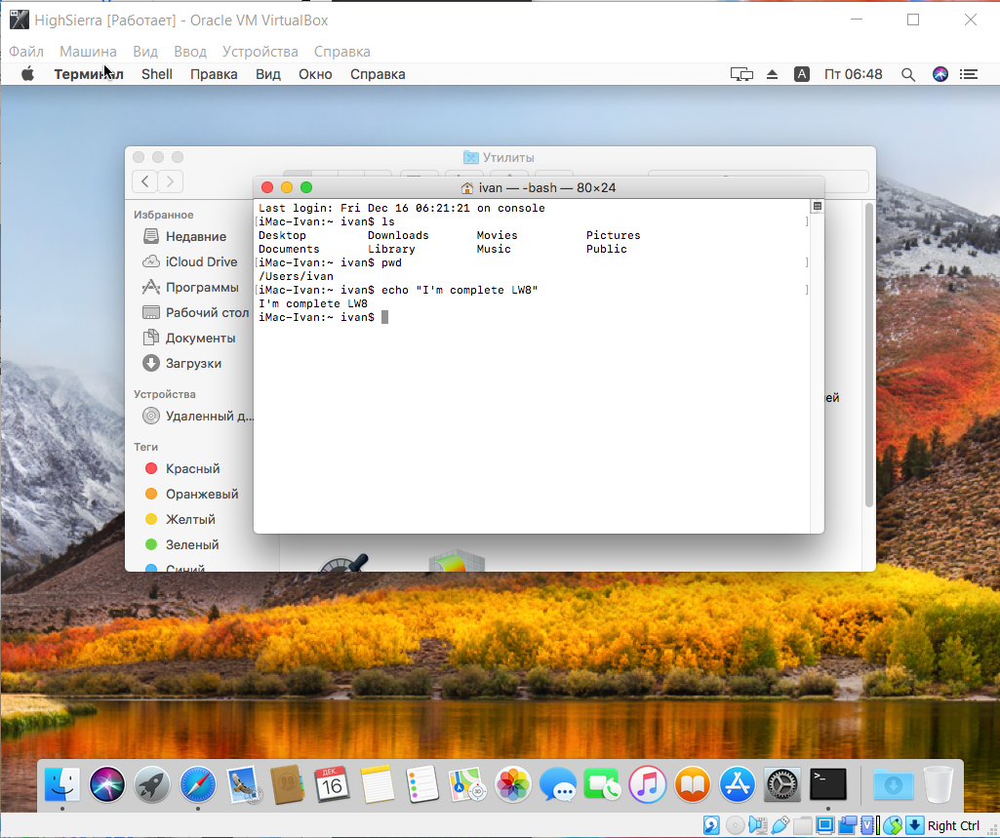 HighSierra [Работает] - Oracle VM VirtualBox
Файл Машина Вид Ввод Устройства Справка
Терминал Shell Правка Вид Окно Справка A Пт 06:48
Утилиты
ivan — -bash — 80×24
Last login: Fri Dec 16 06:21:21 on console
[iMac-Ivan:~ ivan$ ls ]
Desktop Downloads Movies Pictures
Documents Library Music Public
[iMac-Ivan:~ ivan$ pwd ]
/Users/ivan
[iMac-Ivan:~ ivan$ echo "I'm complete LW8" ]
I'm complete LW8
iMac-Ivan:~ ivan$
Избранное
Недавние
iCloud Drive
Программы
Рабочий стол
Документы
Загрузки
Устройства
Удаленный д...
Теги
Красный
Оранжевый
Желтый
Зеленый
Синий
ей
ДЕК.
16
Right Ctrl